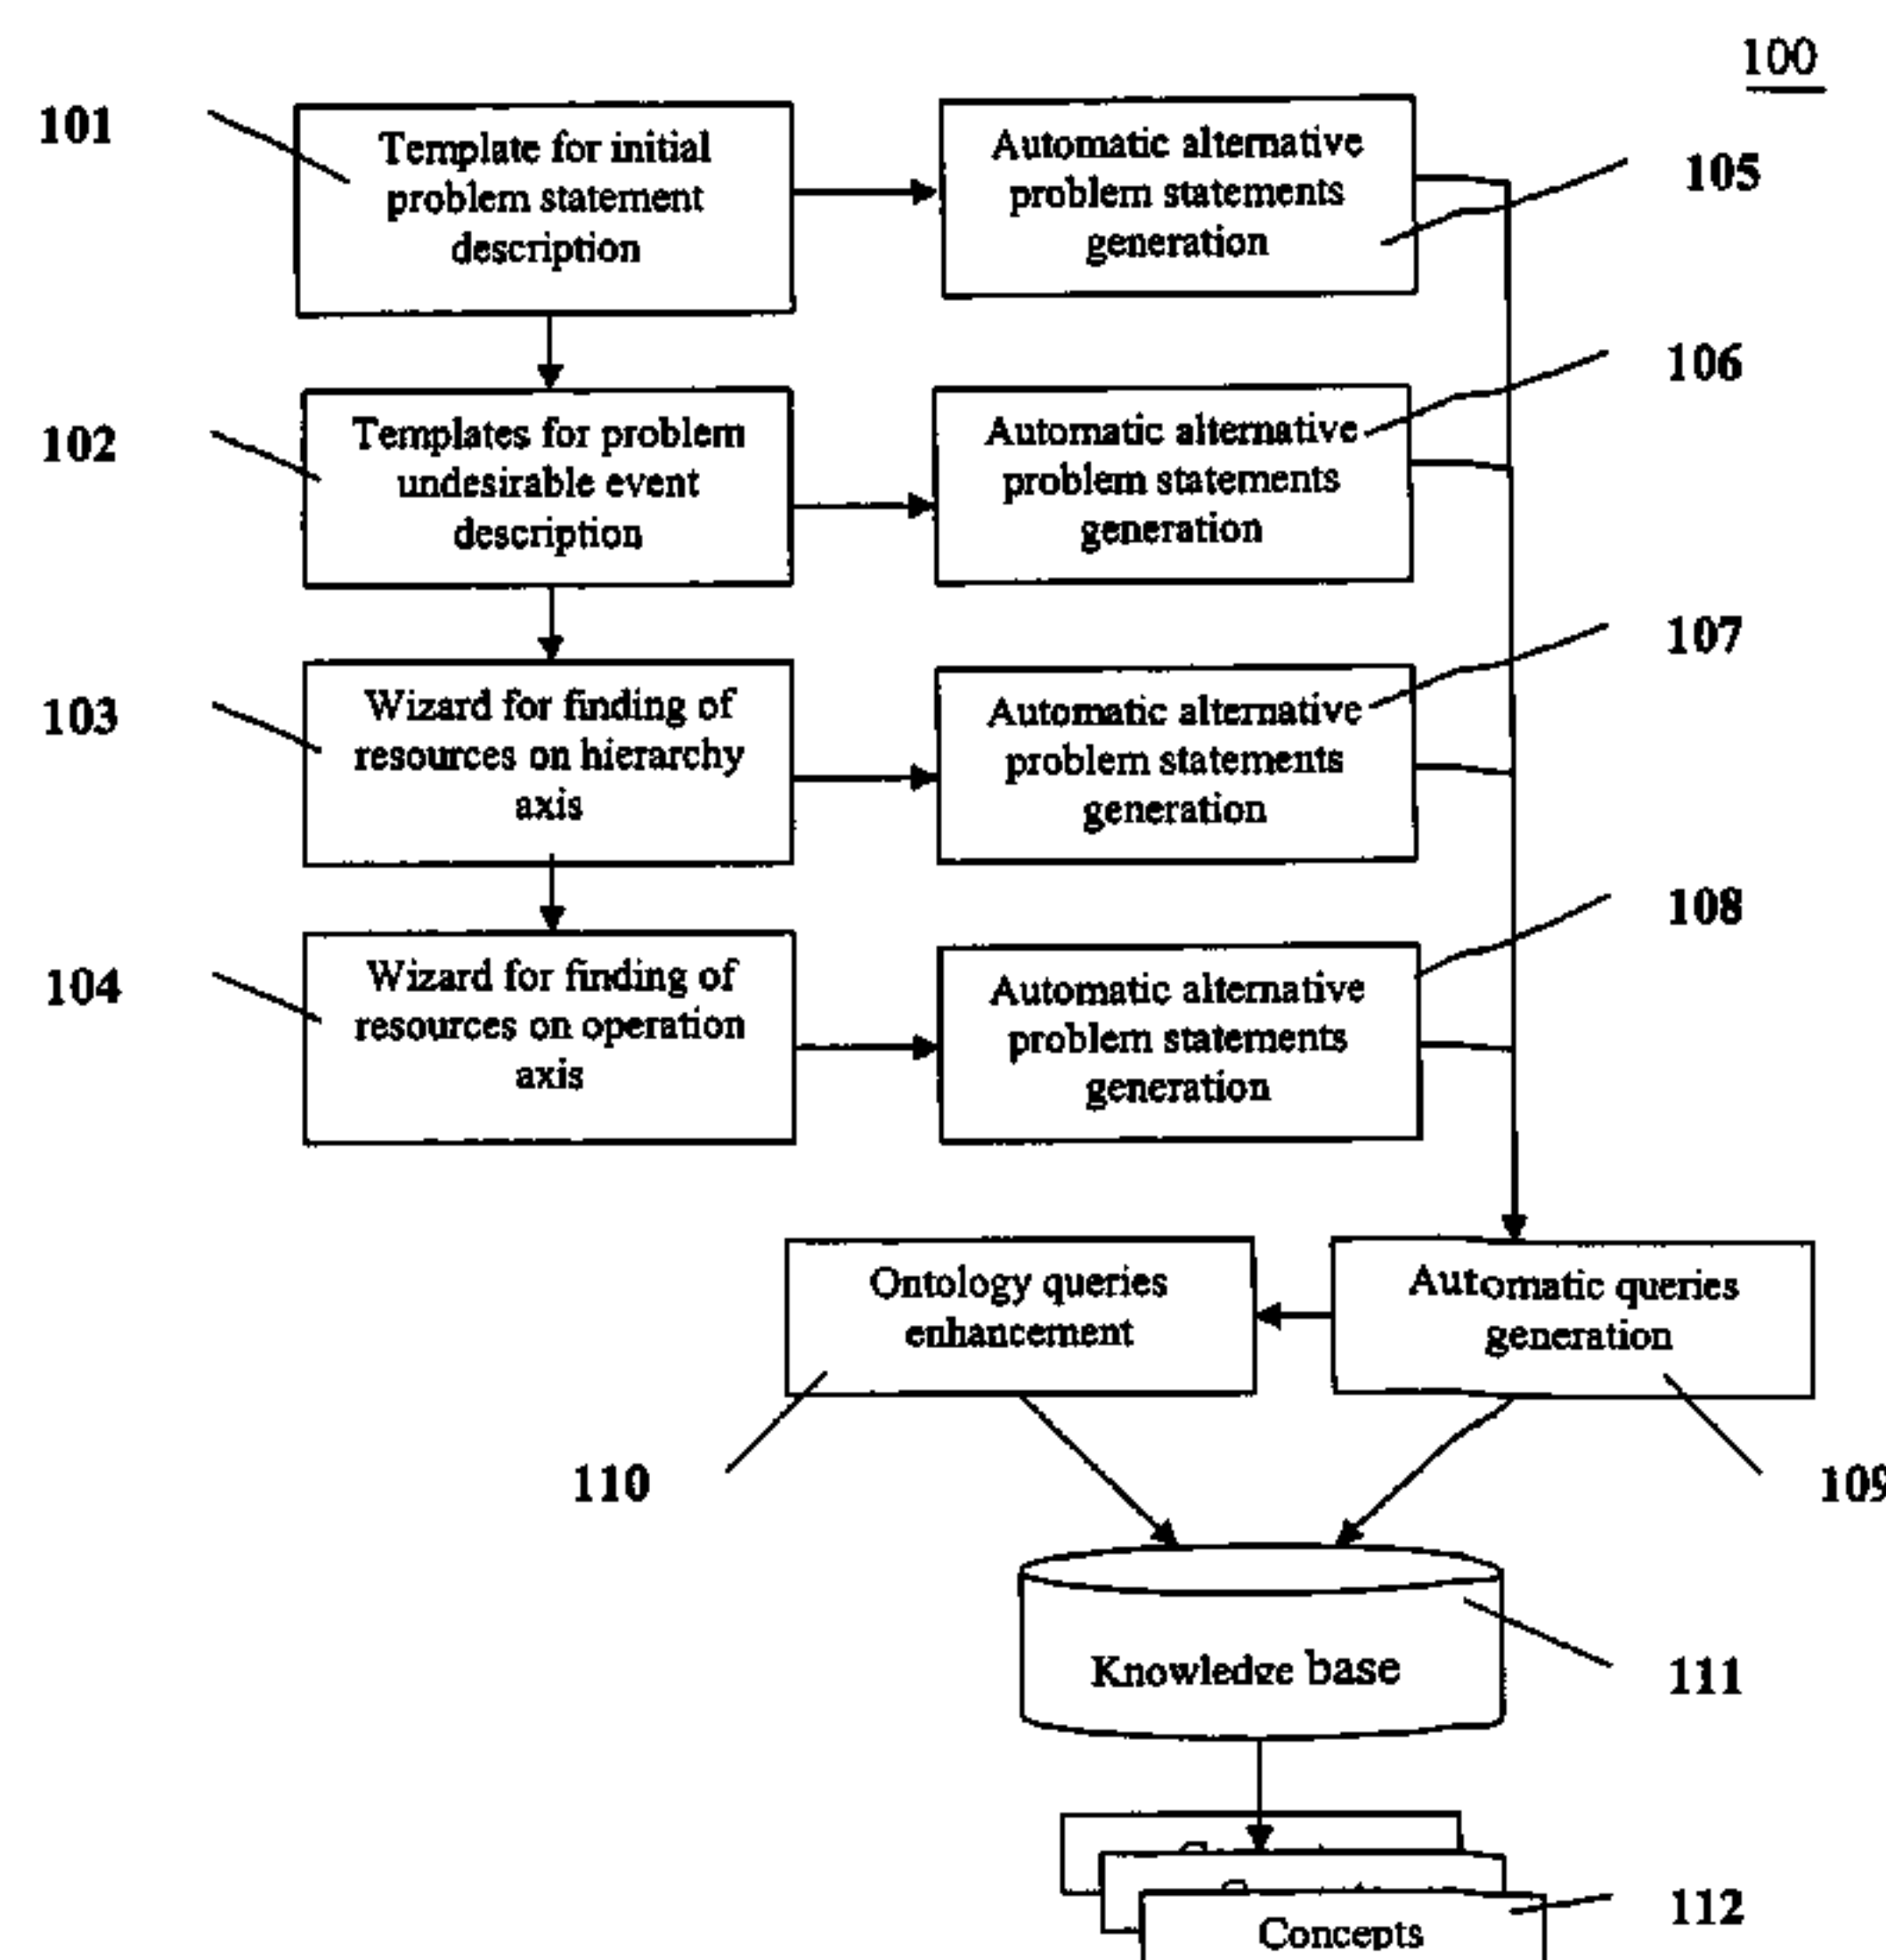 100
101
Template for initial
problem statement
description
Automatic alternative
problem statements
generation
105
102
Templates for problem
undesirable event
description
Automatic alternative
problem statements
generation
106
103
Wizard for finding of
resources on hierarchy
axis
Automatic alternative
problem statements
generation
107
104
Wizard for finding of
resources on operation
axis
Automatic alternative
problem statements
generation
108
Ontology queries
enhancement
Automatic queries
generation
110
109
Knowledge base
111
Concepts
112